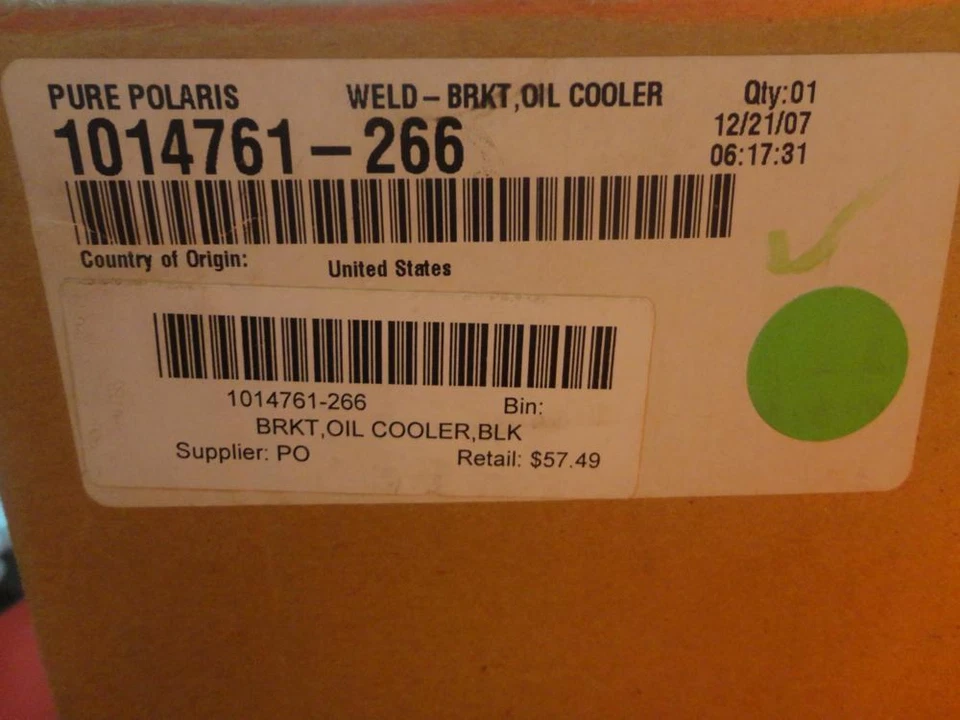 PURE POLARIS WELD-BRKT,OIL COOLER Qty:01
1014761-266 12/21/07
06:17:31
Country of Origin: United States
1014761-266 Bin:
BRKT,OIL COOLER,BLK
Supplier: PO Retail: $57.49